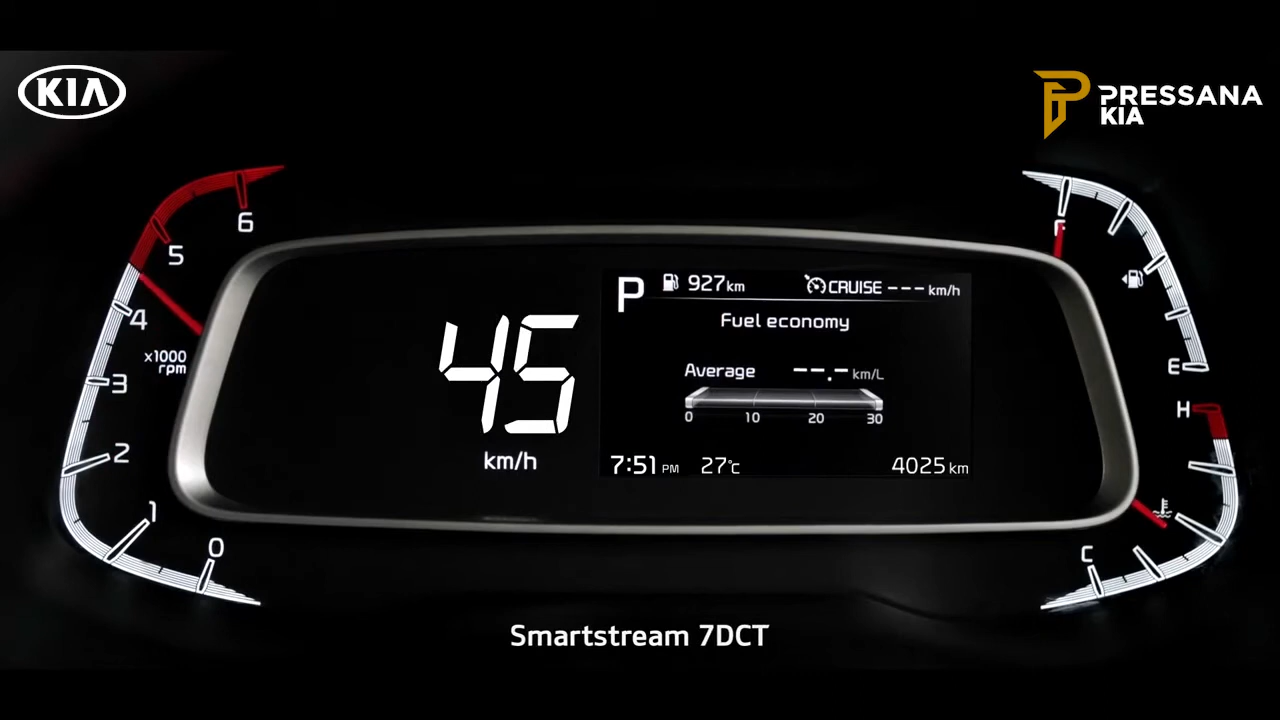 KIA
PRESSANA
KIA
6
5
4
x1000
rpm
3
2
1
0
45
km/h
P
927km
CRUISE ---km/h
Fuel economy
Average --.- km/L
0 10 20 30
7:51 PM 27°C 4025 km
F
E
H
C
Smartstream 7DCT